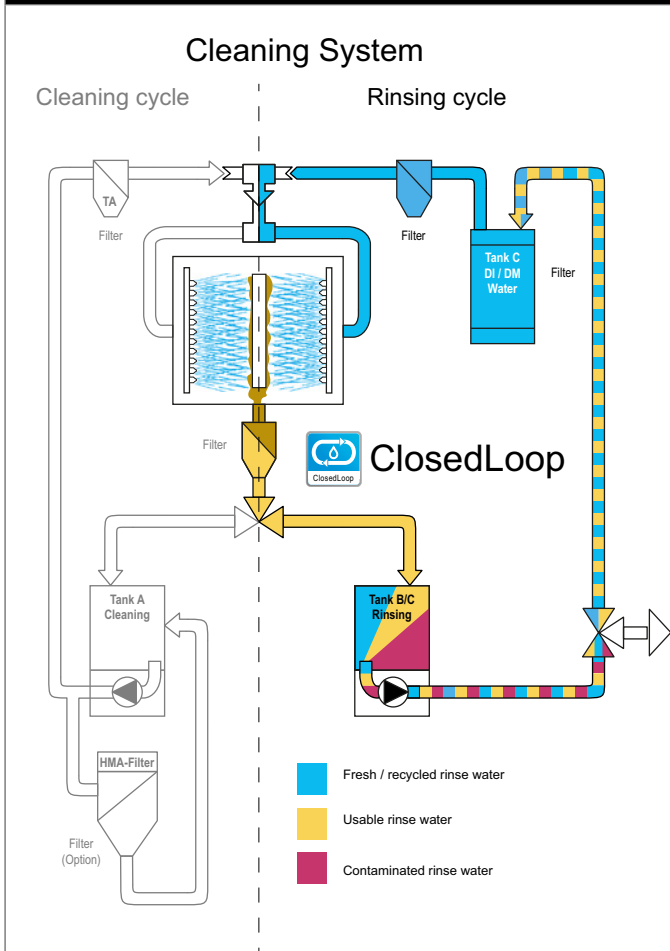 Cleaning System
Cleaning cycle
Rinsing cycle
TA
Filter
Filter
Tank C
DI / DM
Water
Filter
Filter
ClosedLoop
ClosedLoop
Tank A
Cleaning
Tank B/C
Rinsing
HMA-Filter
Filter
(Option)
Fresh / recycled rinse water
Usable rinse water
Contaminated rinse water